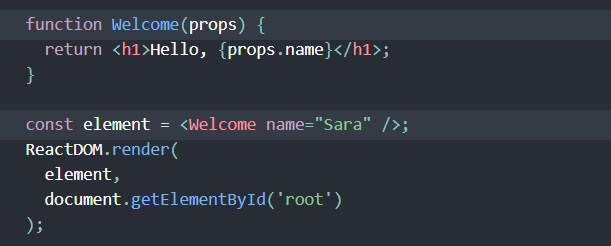 function Welcome(props) {
  return <h1>Hello, {props.name}</h1>;
}

const element = <Welcome name="Sara" />;
ReactDOM.render(
  element,
  document.getElementById('root')
);